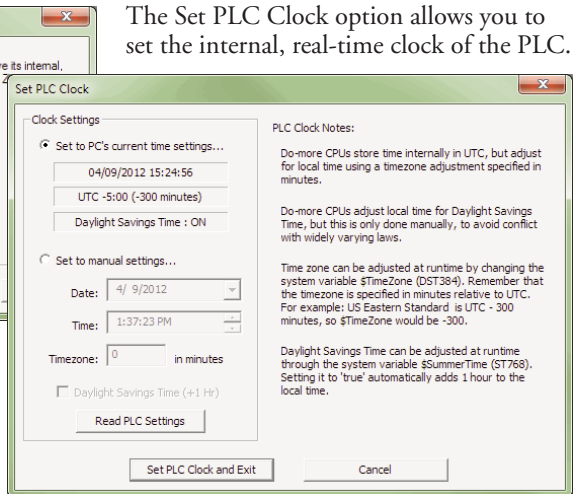 The Set PLC Clock option allows you to
set the internal, real-time clock of the PLC.
e its internal,
Set PLC Clock
Clock Settings
Set to PC's current time settings...
04/09/2012 15:24:56
UTC -5:00 (-300 minutes)
Daylight Savings Time : ON
Set to manual settings...
Date: 4/ 9/2012
Time: 1:37:23 PM
Timezone: 0 in minutes
Daylight Savings Time (+1 Hr)
Read PLC Settings
PLC Clock Notes:
Do-more CPUs store time internally in UTC, but adjust
for local time using a timezone adjustment specified in
minutes.
Do-more CPUs adjust local time for Daylight Savings
Time, but this is only done manually, to avoid conflict
with widely varying laws.
Time zone can be adjusted at runtime by changing the
system variable $TimeZone (DST384). Remember that
the timezone is specified in minutes relative to UTC.
For example: US Eastern Standard is UTC - 300
minutes, so $TimeZone would be -300.
Daylight Savings Time can be adjusted at runtime
through the system variable $SummerTime (ST768).
Setting it to 'true' automatically adds 1 hour to the
local time.
Set PLC Clock and Exit
Cancel